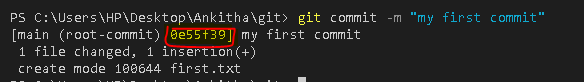 PS C:\Users\HP\Desktop\Ankitha\git> git commit -m "my first commit"
[main (root-commit) 0e55f39] my first commit
1 file changed, 1 insertion(+)
create mode 100644 first.txt